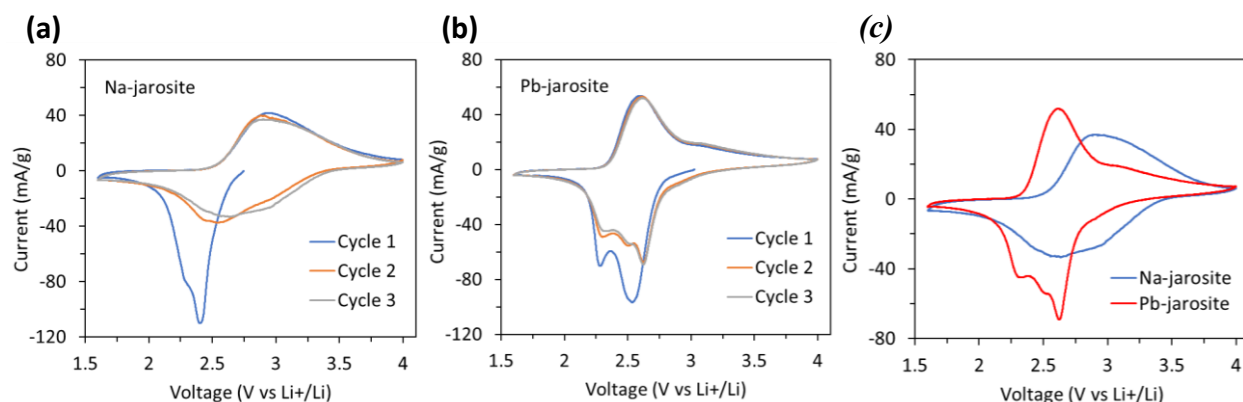 (a)
80
40
0
-40
-80
-120
Current (mA/g)
Na-jarosite
Cycle 1
Cycle 2
Cycle 3
1.5 2 2.5 3 3.5 4
Voltage (V vs Li+/Li)
(b)
80
40
0
-40
-80
-120
Current (mA/g)
Pb-jarosite
Cycle 1
Cycle 2
Cycle 3
1.5 2 2.5 3 3.5 4
Voltage (V vs Li+/Li)
(c)
80
40
0
-40
-80
Current (mA/g)
Na-jarosite
Pb-jarosite
1.5 2 2.5 3 3.5 4
Voltage (V vs Li+/Li)